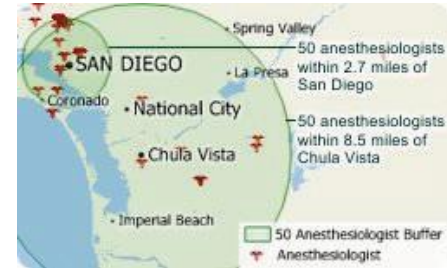 Spring Valley
50 anesthesiologists
within 2.7 miles of
San Diego
SAN DIEGO
La Presa
Coronado
National City
50 anesthesiologists
within 8.5 miles of
Chula Vista
Chula Vista
Imperial Beach
50 Anesthesiologist Buffer
Anesthesiologist